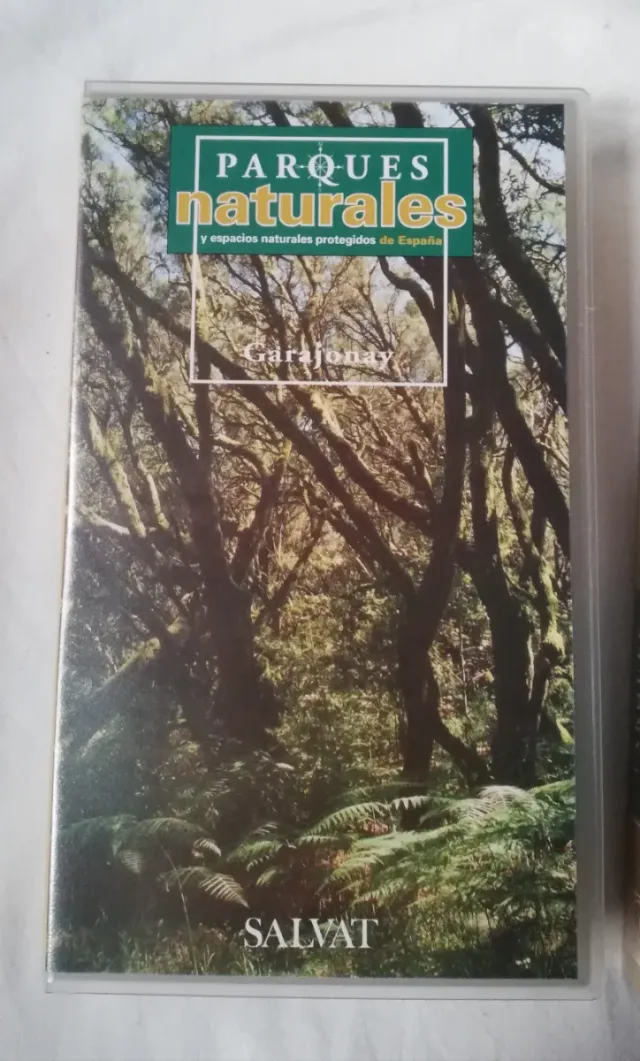 PARQUES
naturales
y espacios naturales protegidos de España
Garajonay
SALVAT